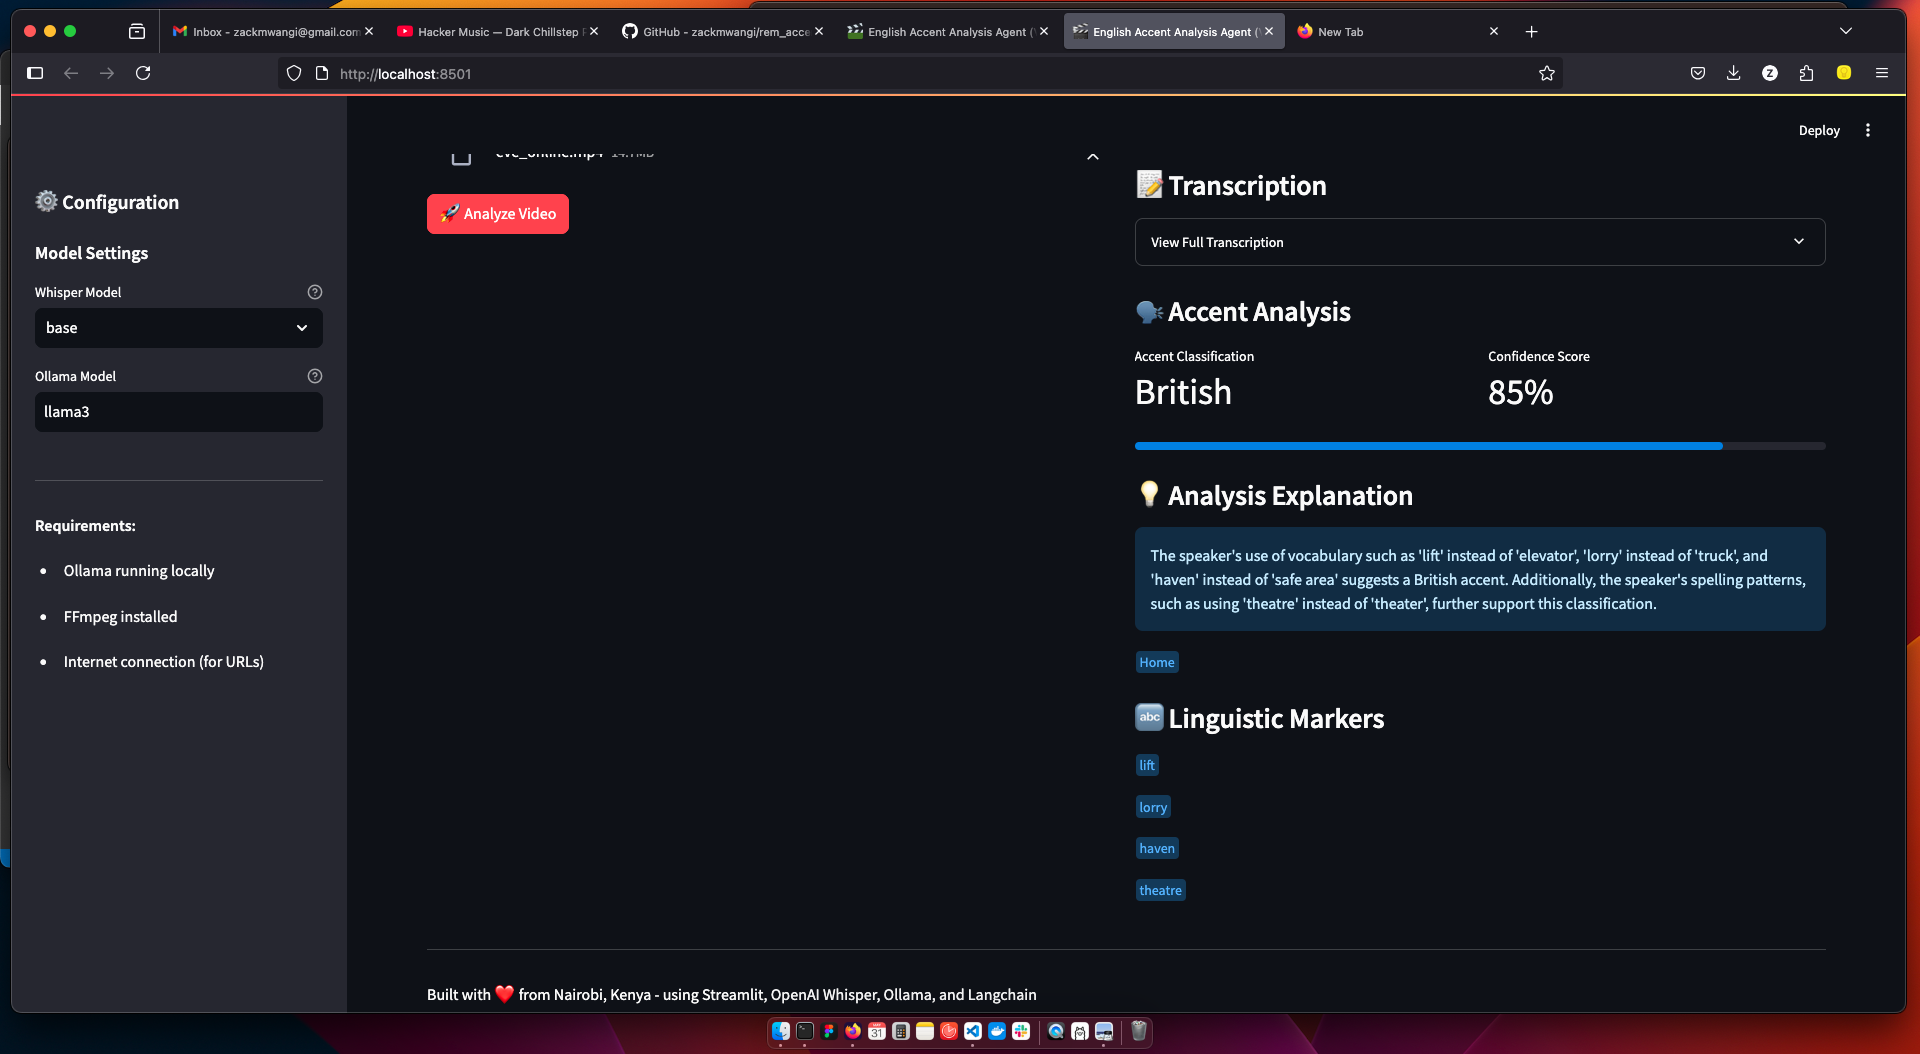 Inbox - zackmwangi@gmail.com
Hacker Music — Dark Chillstep
GitHub - zackmwangi/rem_acce
English Accent Analysis Agent (
English Accent Analysis Agent (
New Tab
http://localhost:8501
Z
Deploy
Configuration
Model Settings
Whisper Model
base
Ollama Model
llama3
Requirements:
Ollama running locally
FFmpeg installed
Internet connection (for URLs)
eve_online.mp4 14.1MB
Analyze Video
Transcription
View Full Transcription
Accent Analysis
Accent Classification
Confidence Score
British
85%
Analysis Explanation
The speaker's use of vocabulary such as 'lift' instead of 'elevator', 'lorry' instead of 'truck', and
'haven' instead of 'safe area' suggests a British accent. Additionally, the speaker's spelling patterns,
such as using 'theatre' instead of 'theater', further support this classification.
Home
abc Linguistic Markers
lift
lorry
haven
theatre
Built with ❤️ from Nairobi, Kenya - using Streamlit, OpenAI Whisper, Ollama, and Langchain
31